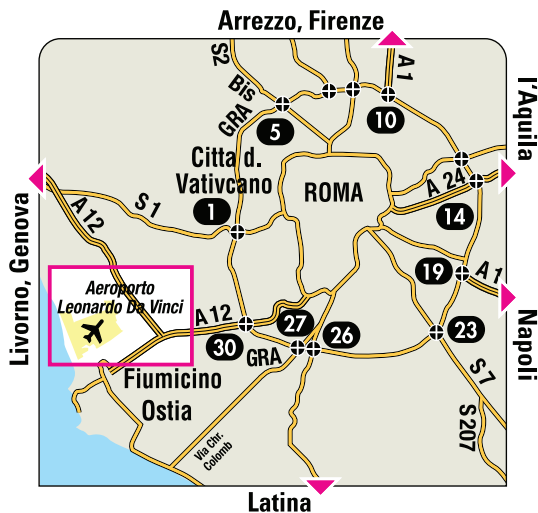 Arrezzo, Firenze
S2
Bis
GRA
A 1
5
10
l'Aquila
Citta d.
Vativcano
ROMA
A 24
1
14
S 1
A 12
Livorno, Genova
19
A 1
Aeroporto
Leonardo Da Vinci
A 12
27
26
23
30
GRA
Napoli
Fiumicino
Ostia
S 7
S 207
Via Chr.
Colomb
Latina